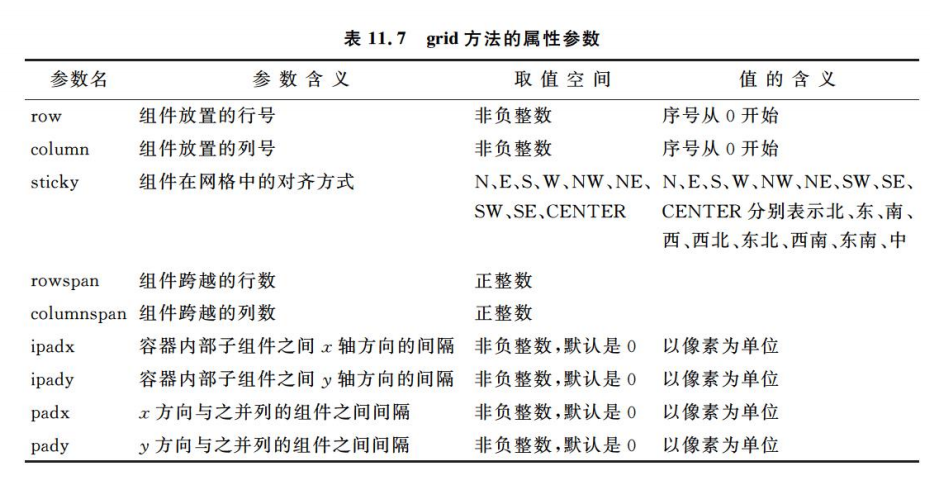 表 11.7 grid 方法的属性参数
参数名 参数含义 取值空间 值的含义
row 组件放置的行号 非负整数 序号从 0 开始
column 组件放置的列号 非负整数 序号从 0 开始
sticky 组件在网格中的对齐方式 N、E、S、W、NW、NE、 N、E、S、W、NW、NE、SW、SE、
SW、SE、CENTER CENTER 分别表示北、东、南、
西、西北、东北、西南、东南、中
rowspan 组件跨越的行数 正整数
columnspan 组件跨越的列数 正整数
ipadx 容器内部子组件之间 x 轴方向的间隔 非负整数,默认是 0 以像素为单位
ipady 容器内部子组件之间 y 轴方向的间隔 非负整数,默认是 0 以像素为单位
padx x 方向与之并列的组件之间间隔 非负整数,默认是 0 以像素为单位
pady y 方向与之并列的组件之间间隔 非负整数,默认是 0 以像素为单位